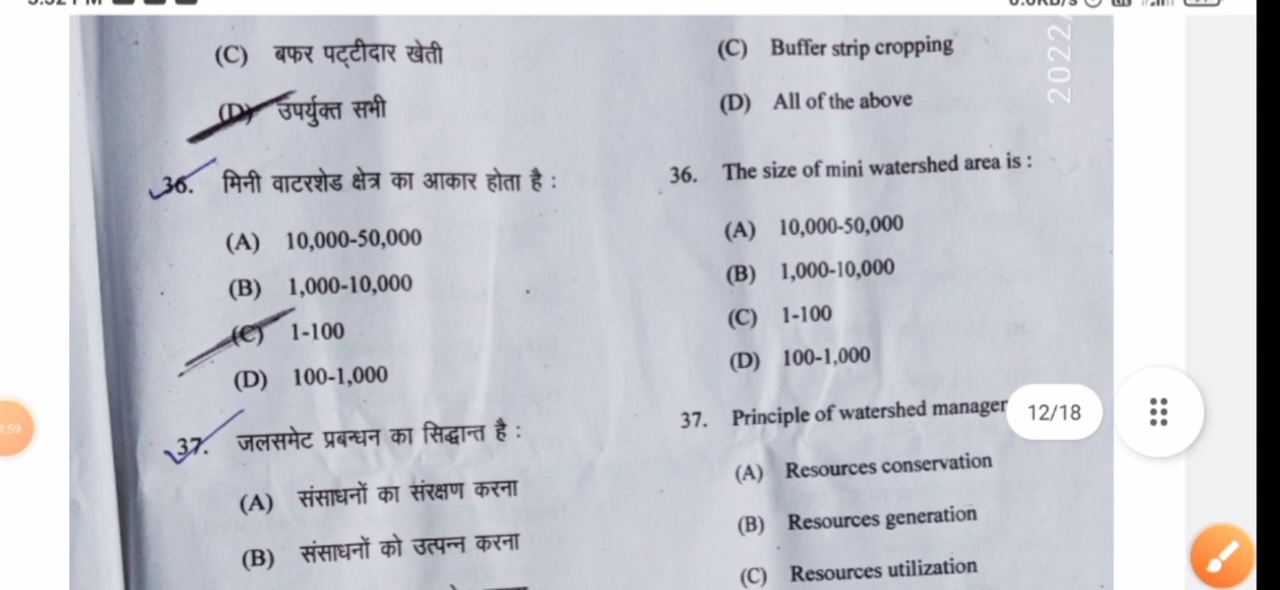 (C) बफर पट्टीदार खेती
(D) उपर्युक्त सभी
36. मिनी वाटरशेड क्षेत्र का आकार होता है :
(A) 10,000-50,000
(B) 1,000-10,000
(C) 1-100
(D) 100-1,000
37. जलसमेट प्रबन्धन का सिद्धान्त है :
(A) संसाधनों का संरक्षण करना
(B) संसाधनों को उत्पन्न करना
(C) Buffer strip cropping
(D) All of the above
36. The size of mini watershed area is :
(A) 10,000-50,000
(B) 1,000-10,000
(C) 1-100
(D) 100-1,000
37. Principle of watershed manager
(A) Resources conservation
(B) Resources generation
(C) Resources utilization
2022
12/18
:59